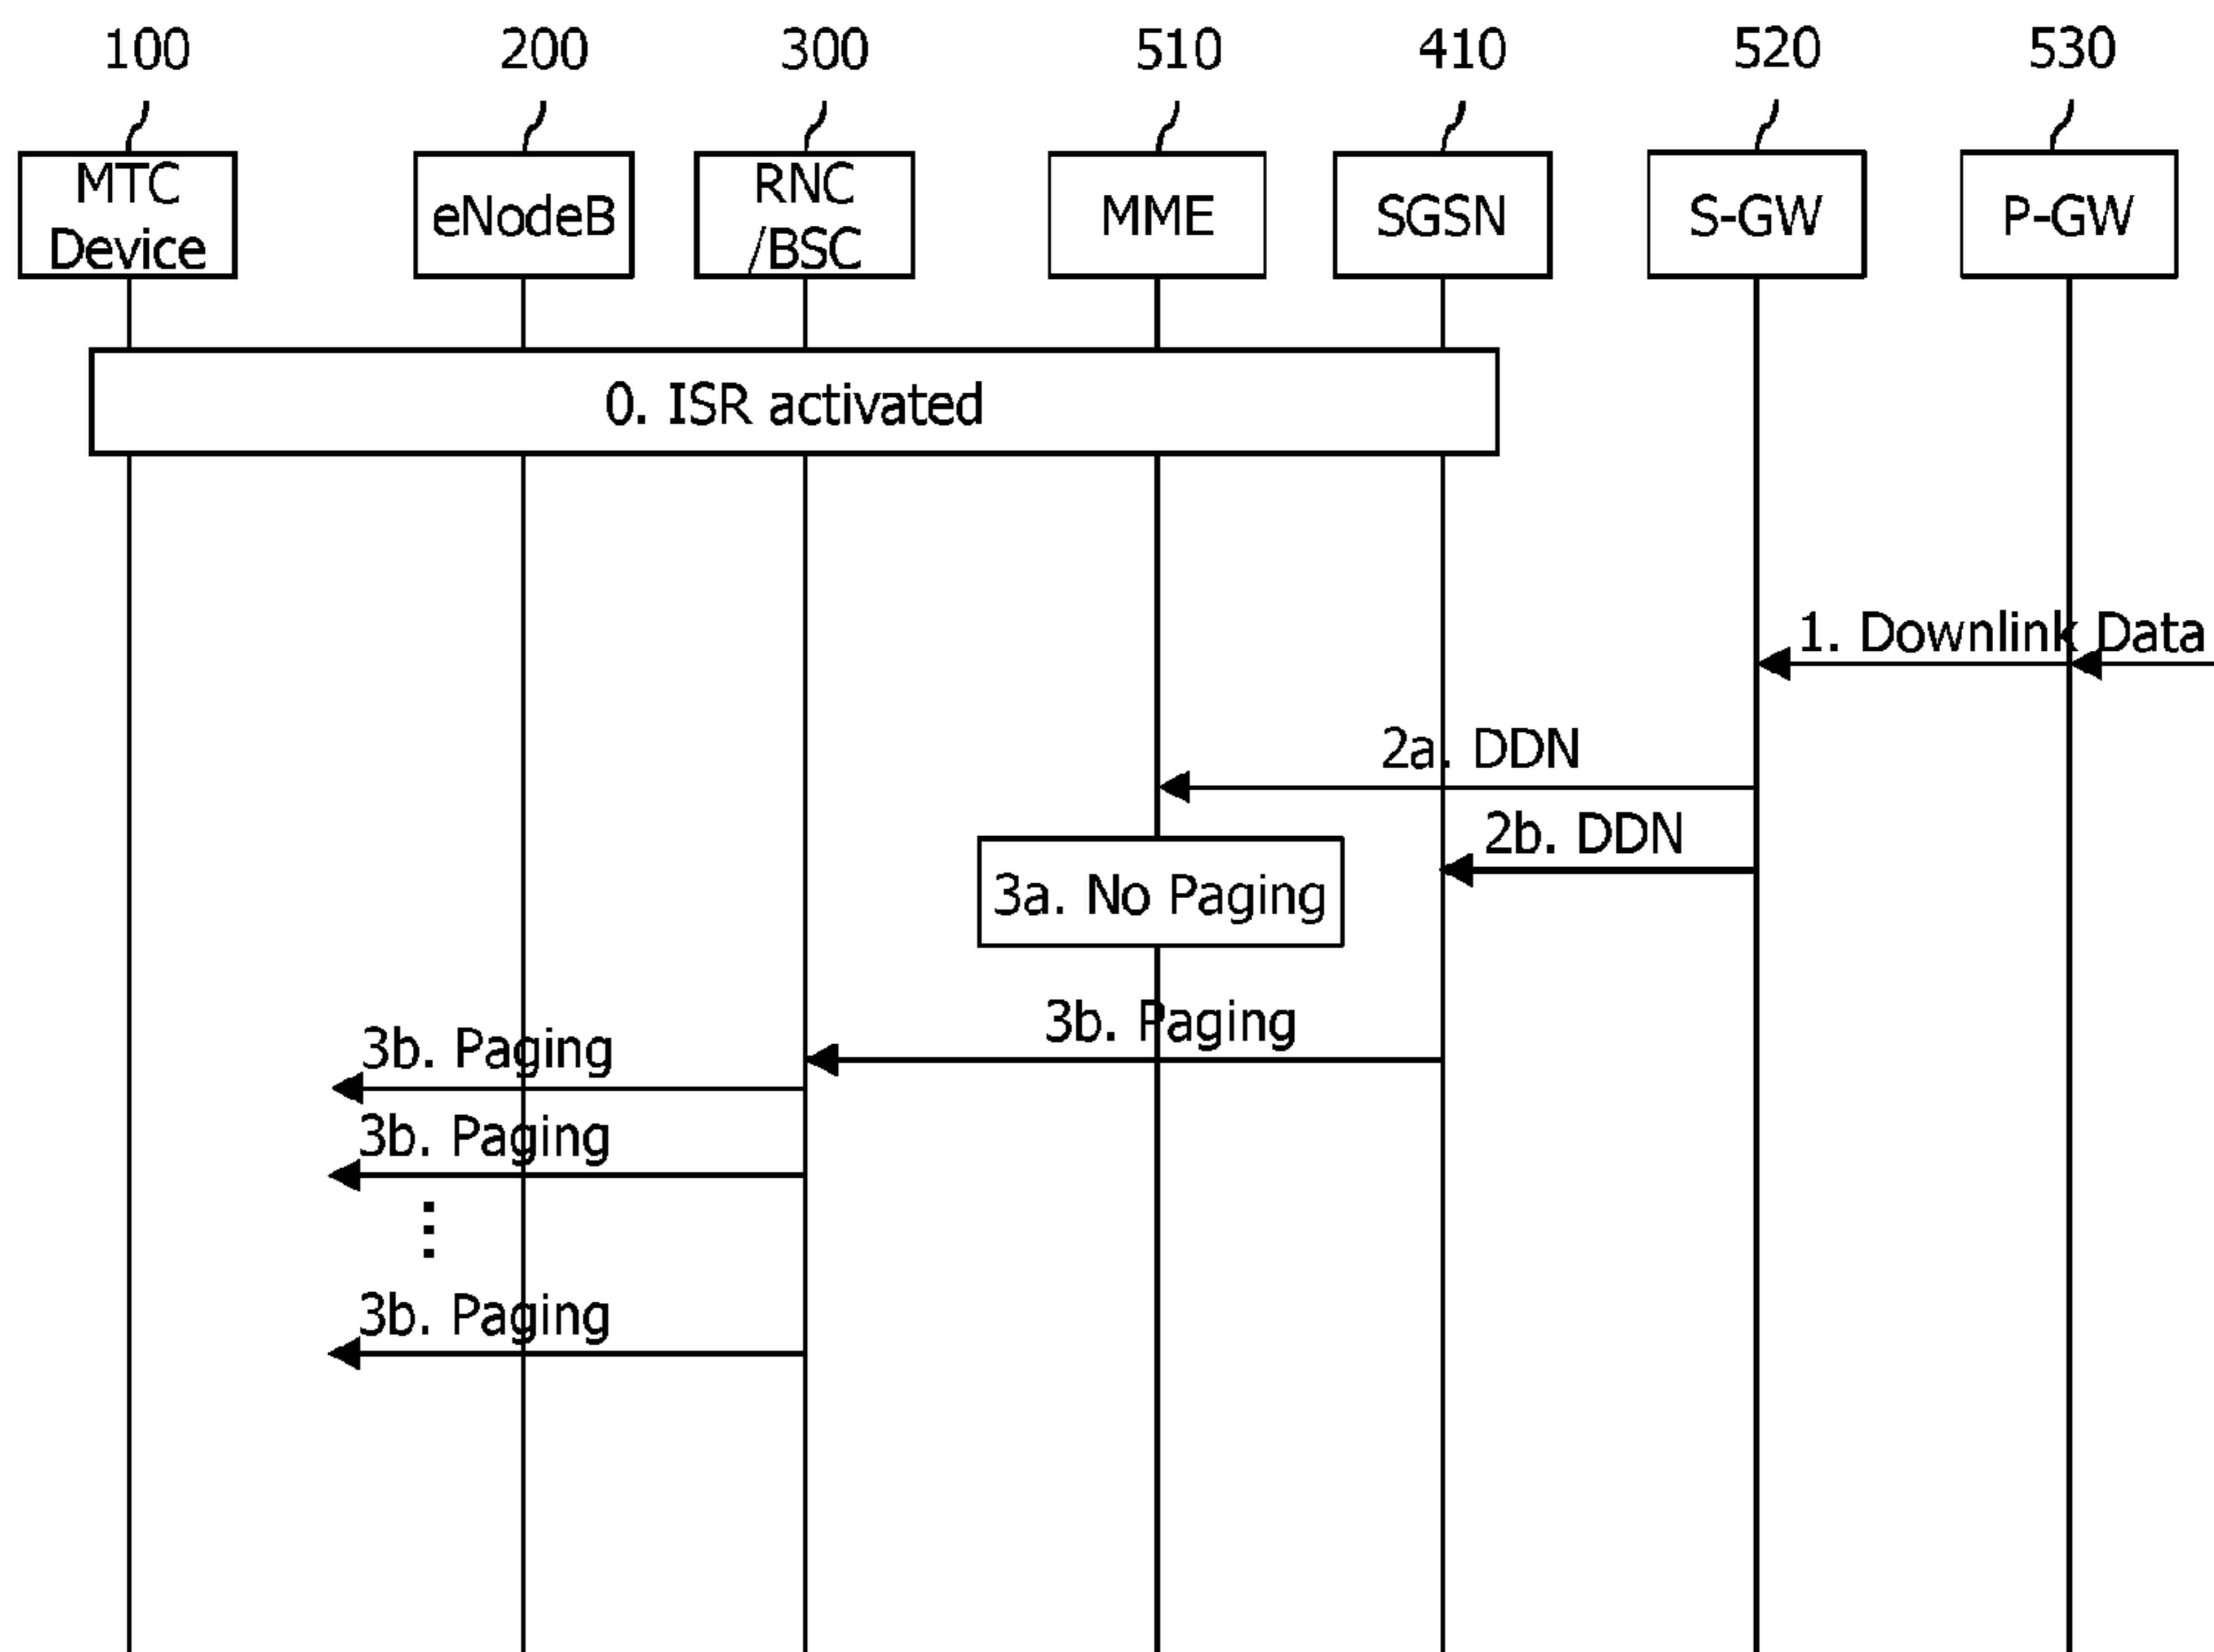 100
200
300
510
410
520
530
MTC
Device
eNodeB
RNC
/BSC
MME
SGSN
S-GW
P-GW
0. ISR activated
1. Downlink Data
2a. DDN
2b. DDN
3a. No Paging
3b. Paging
3b. Paging
3b. Paging
3b. Paging